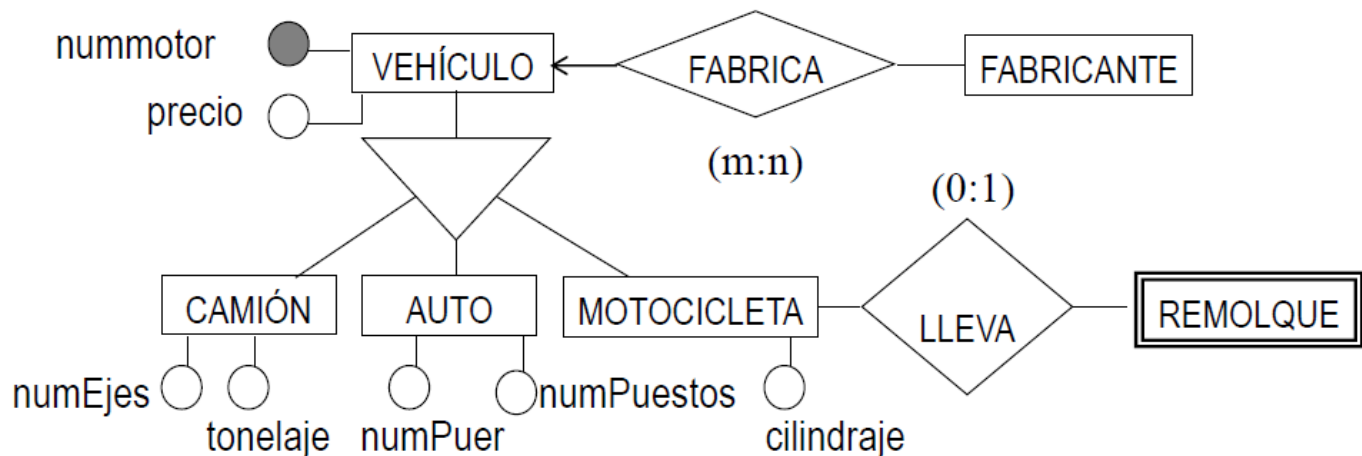 nummotor
VEHÍCULO
FABRICA
FABRICANTE
precio
(m:n)
(0:1)
CAMIÓN
AUTO
MOTOCICLETA
LLEVA
REMOLQUE
numEjes
tonelaje
numPuer
numPuestos
cilindraje